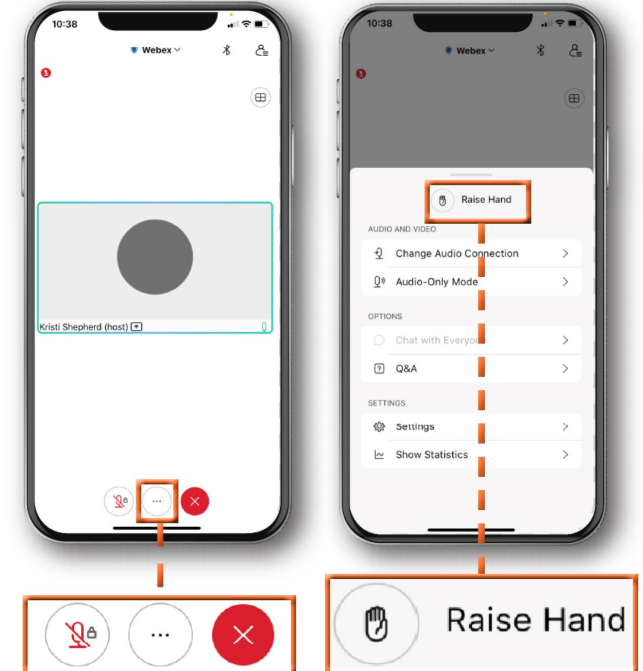 10:38
Webex
Kristi Shepherd (host)
10:38
Webex
Raise Hand
AUDIO AND VIDEO
Change Audio Connection
Audio-Only Mode
OPTIONS
Chat with Everyone
Q&A
SETTINGS
Settings
Show Statistics
Raise Hand